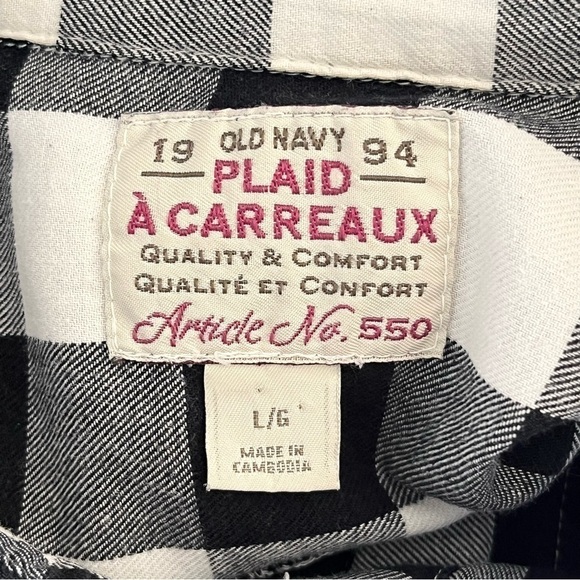 19 OLD NAVY 94
PLAID
À CARREAUX
QUALITY & COMFORT
QUALITÉ ET CONFORT
Article No. 550
L/G
MADE IN
CAMBODIA